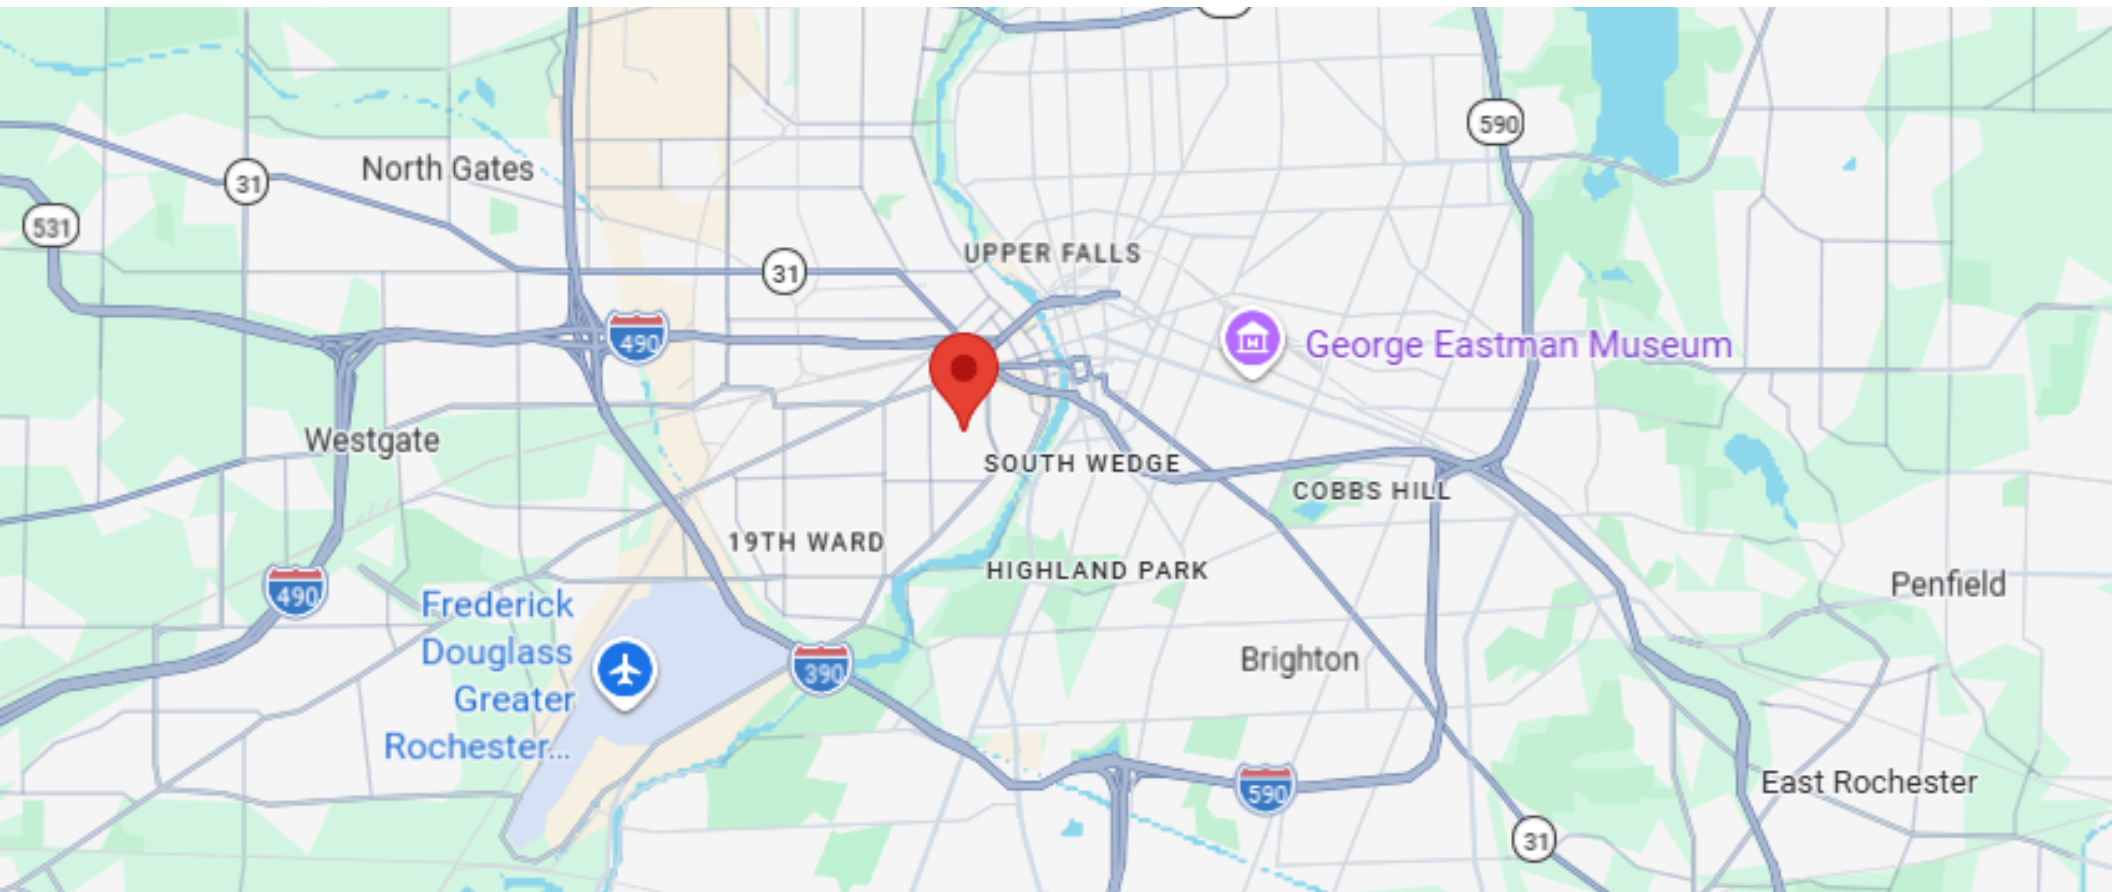 590
31
North Gates
531
UPPER FALLS
31
490
George Eastman Museum
Westgate
SOUTH WEDGE
COBBS HILL
19TH WARD
HIGHLAND PARK
490
Frederick
Douglass
Greater
Rochester...
Penfield
390
Brighton
590
East Rochester
31